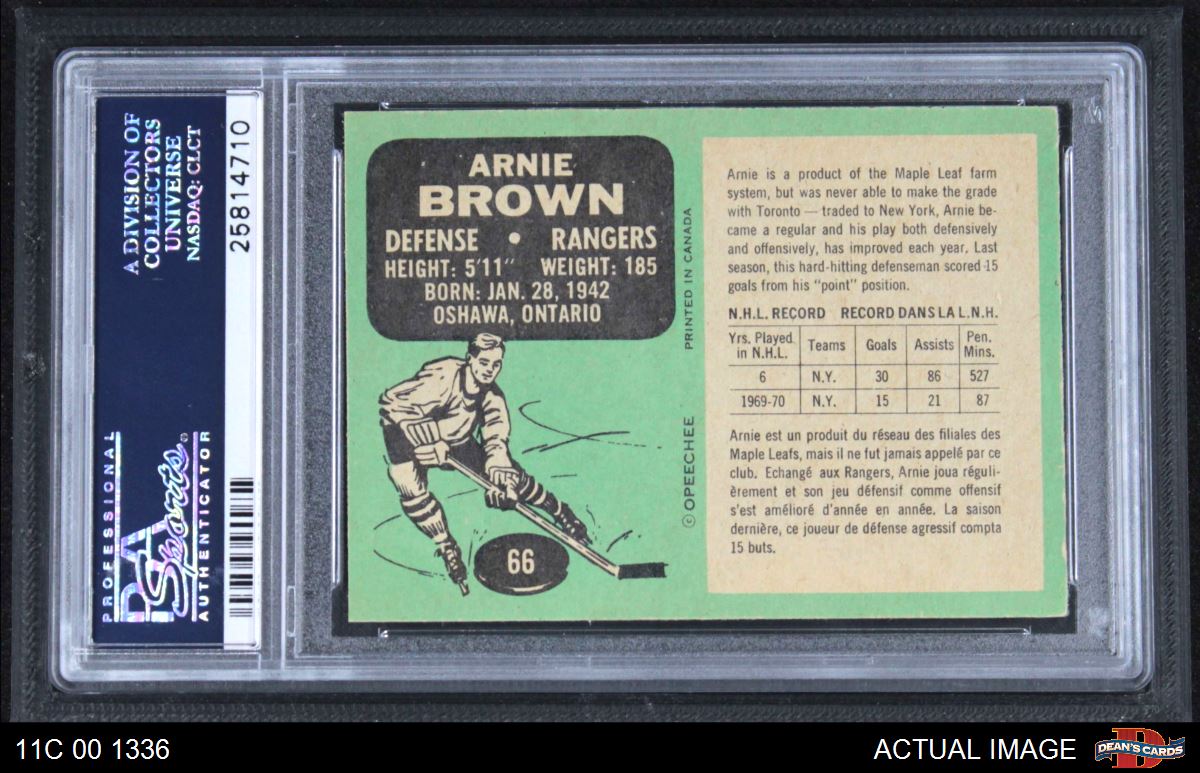 A DIVISION OF
COLLECTORS
UNIVERSE
NASDAQ: CLCT
25814710
PROFESSIONAL
PSA
Sports
AUTHENTICATOR
ARNIE
BROWN
DEFENSE • RANGERS
HEIGHT: 5'11" WEIGHT: 185
BORN: JAN. 28, 1942
OSHAWA, ONTARIO
66
PRINTED IN CANADA
© OPEECHEE
Arnie is a product of the Maple Leaf farm
system, but was never able to make the grade
with Toronto — traded to New York, Arnie be-
came a regular and his play both defensively
and offensively, has improved each year. Last
season, this hard-hitting defenseman scored 15
goals from his "point" position.
N.H.L. RECORD RECORD DANS LA L.N.H.
Yrs. Played in N.H.L. Teams Goals Assists Pen. Mins.
6 N.Y. 30 86 527
1969-70 N.Y. 15 21 87
Arnie est un produit du réseau des filiales des
Maple Leafs, mais il ne fut jamais appelé par ce
club. Echangé aux Rangers, Arnie joua réguli-
èrement et son jeu défensif comme offensif
s'est amélioré d'année en année. La saison
dernière, ce joueur de défense agressif compta
15 buts.
11C 00 1336
ACTUAL IMAGE
DEAN'S CARDS